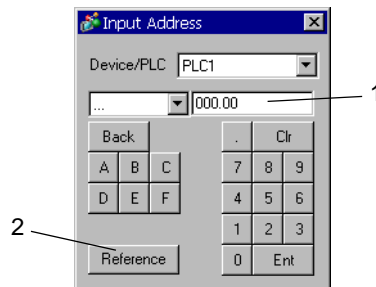 Input Address
Device/PLC PLC1
... 000.00
1
Back . Clr
A B C 7 8 9
D E F 4 5 6
1 2 3
2
Reference 0 Ent